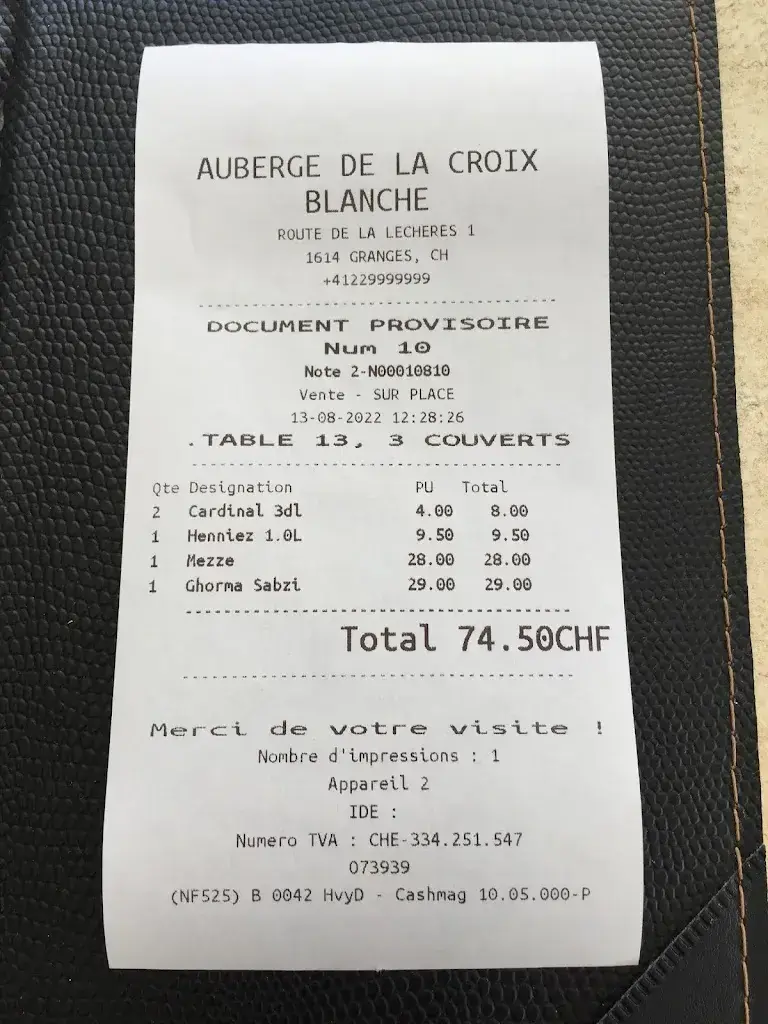 AUBERGE DE LA CROIX
BLANCHE
ROUTE DE LA LECHERES 1
1614 GRANGES, CH
+41229999999
DOCUMENT PROVISOIRE
Num 10
Note 2-N00010810
Vente - SUR PLACE
13-08-2022 12:28:26
.TABLE 13, 3 COUVERTS
Qte Designation PU Total
2 Cardinal 3dl 4.00 8.00
1 Henniez 1.0L 9.50 9.50
1 Mezze 28.00 28.00
1 Ghorma Sabzi 29.00 29.00
Total 74.50CHF
Merci de votre visite !
Nombre d'impressions : 1
Appareil 2
IDE :
Numero TVA : CHE-334.251.547
073939
(NF525) B 0042 HvyD - Cashmag 10.05.000-P